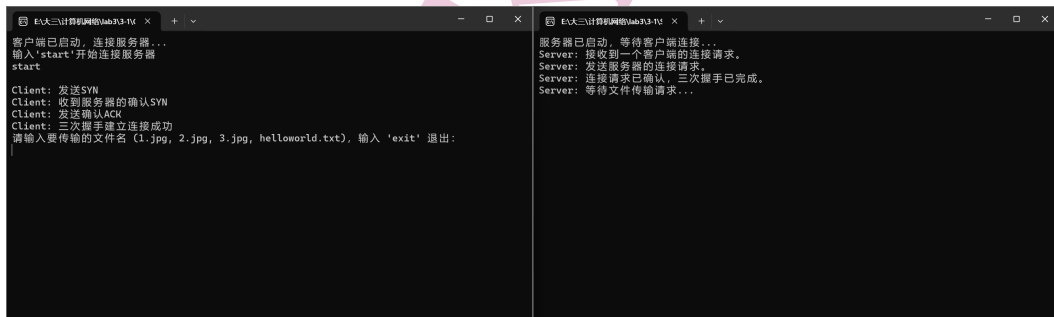 E:\大三\计算机网络\lab3\3-1\C
客户端已启动，连接服务器...
输入'start'开始连接服务器
start
Client: 发送SYN
Client: 收到服务器的确认SYN
Client: 发送确认ACK
Client: 三次握手建立连接成功
请输入要传输的文件名 (1.jpg, 2.jpg, 3.jpg, helloworld.txt), 输入 'exit' 退出:
E:\大三\计算机网络\lab3\3-1\S
服务器已启动，等待客户端连接...
Server: 接收到一个客户端的连接请求。
Server: 发送服务器的连接请求。
Server: 连接请求已确认，三次握手已完成。
Server: 等待文件传输请求...